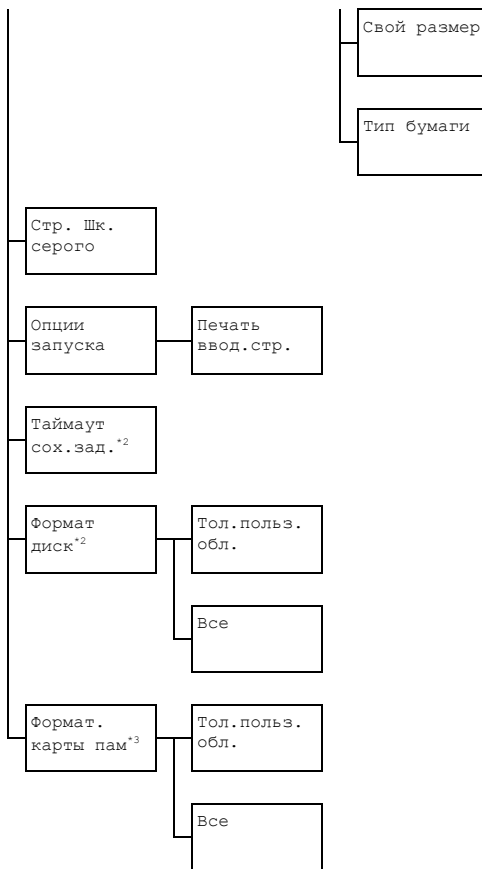 Свой размер
Тип бумаги
Стр. Шк.
серого
Опции
запуска
Печать
ввод.стр.
Таймаут
сох.зад.*2
Формат
диск*2
Тол.польз.
обл.
Все
Формат.
карты пам*3
Тол.польз.
обл.
Все